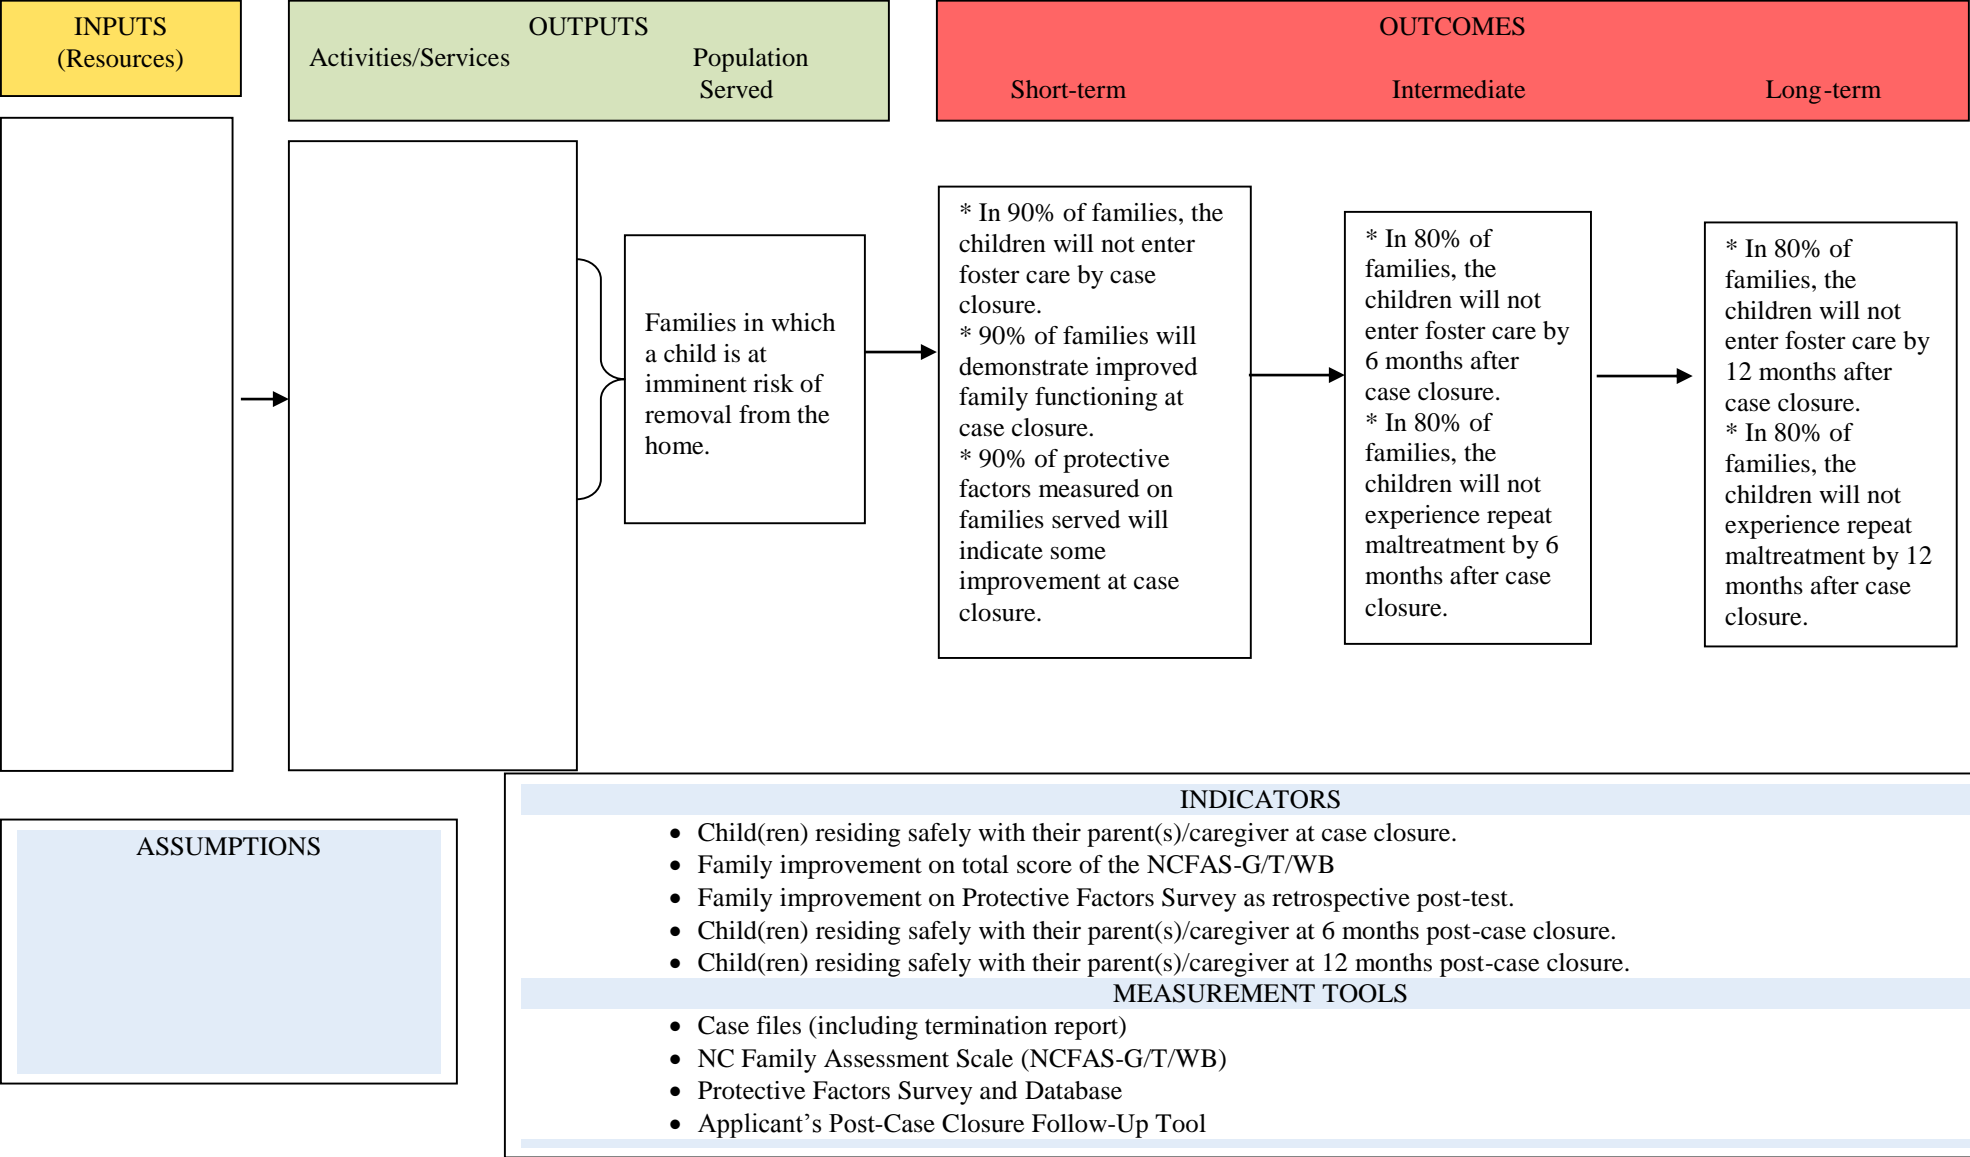 INPUTS
(Resources)
OUTPUTS
Activities/Services
Population
Served
OUTCOMES
Short-term
Intermediate
Long-term
Families in which
a child is at
imminent risk of
removal from the
home.
* In 90% of families, the
children will not enter
foster care by case
closure.
* 90% of families will
demonstrate improved
family functioning at
case closure.
* 90% of protective
factors measured on
families served will
indicate some
improvement at case
closure.
* In 80% of
families, the
children will not
enter foster care by
6 months after
case closure.
* In 80% of
families, the
children will not
experience repeat
maltreatment by 6
months after case
closure.
* In 80% of
families, the
children will not
enter foster care by
12 months after
case closure.
* In 80% of
families, the
children will not
experience repeat
maltreatment by 12
months after case
closure.
ASSUMPTIONS
INDICATORS
• Child(ren) residing safely with their parent(s)/caregiver at case closure.
• Family improvement on total score of the NCFAS-G/T/WB
• Family improvement on Protective Factors Survey as retrospective post-test.
• Child(ren) residing safely with their parent(s)/caregiver at 6 months post-case closure.
• Child(ren) residing safely with their parent(s)/caregiver at 12 months post-case closure.
MEASUREMENT TOOLS
• Case files (including termination report)
• NC Family Assessment Scale (NCFAS-G/T/WB)
• Protective Factors Survey and Database
• Applicant’s Post-Case Closure Follow-Up Tool